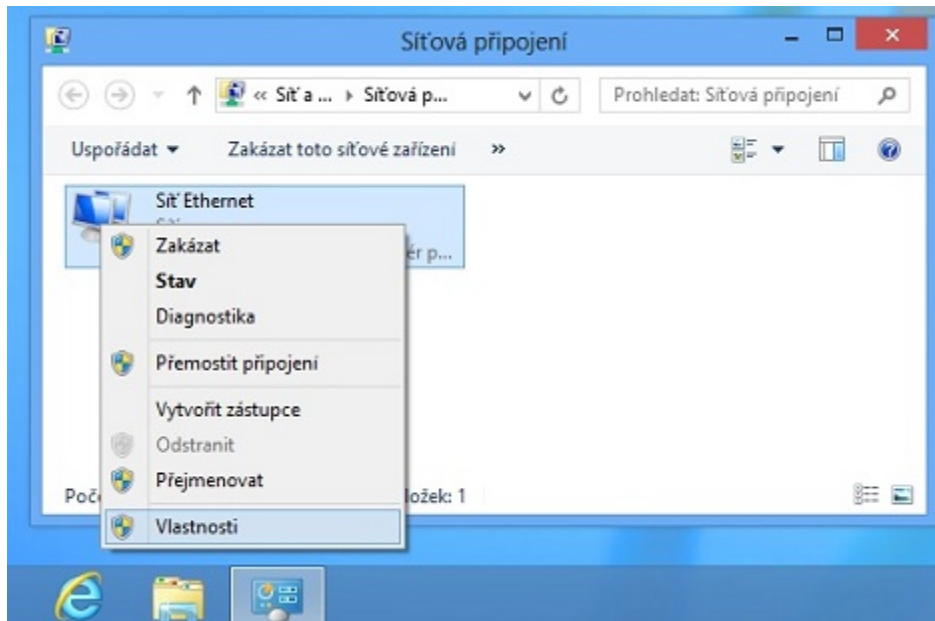 Síťová připojení
« Síť a ... Síťová p... Prohledat: Síťová připojení
Uspořádat Zakázat toto síťové zařízení »
Síť Ethernet
Zakázat
ér p...
Stav
Diagnostika
Přemostit připojení
Vytvořit zástupce
Odstranit
Přejmenovat
Poč ložek: 1
Vlastnosti